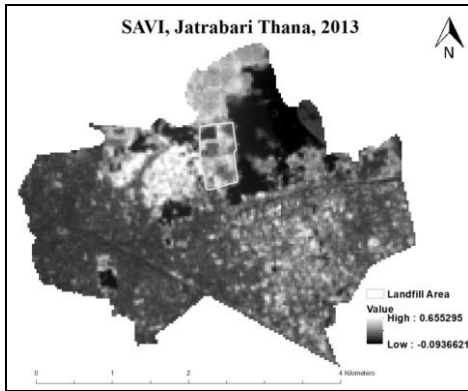 SAVI, Jatrabari Thana, 2013
N
Landfill Area
Value
High : 0.655295
Low : -0.0936621
0 1 2 4 Kilometers